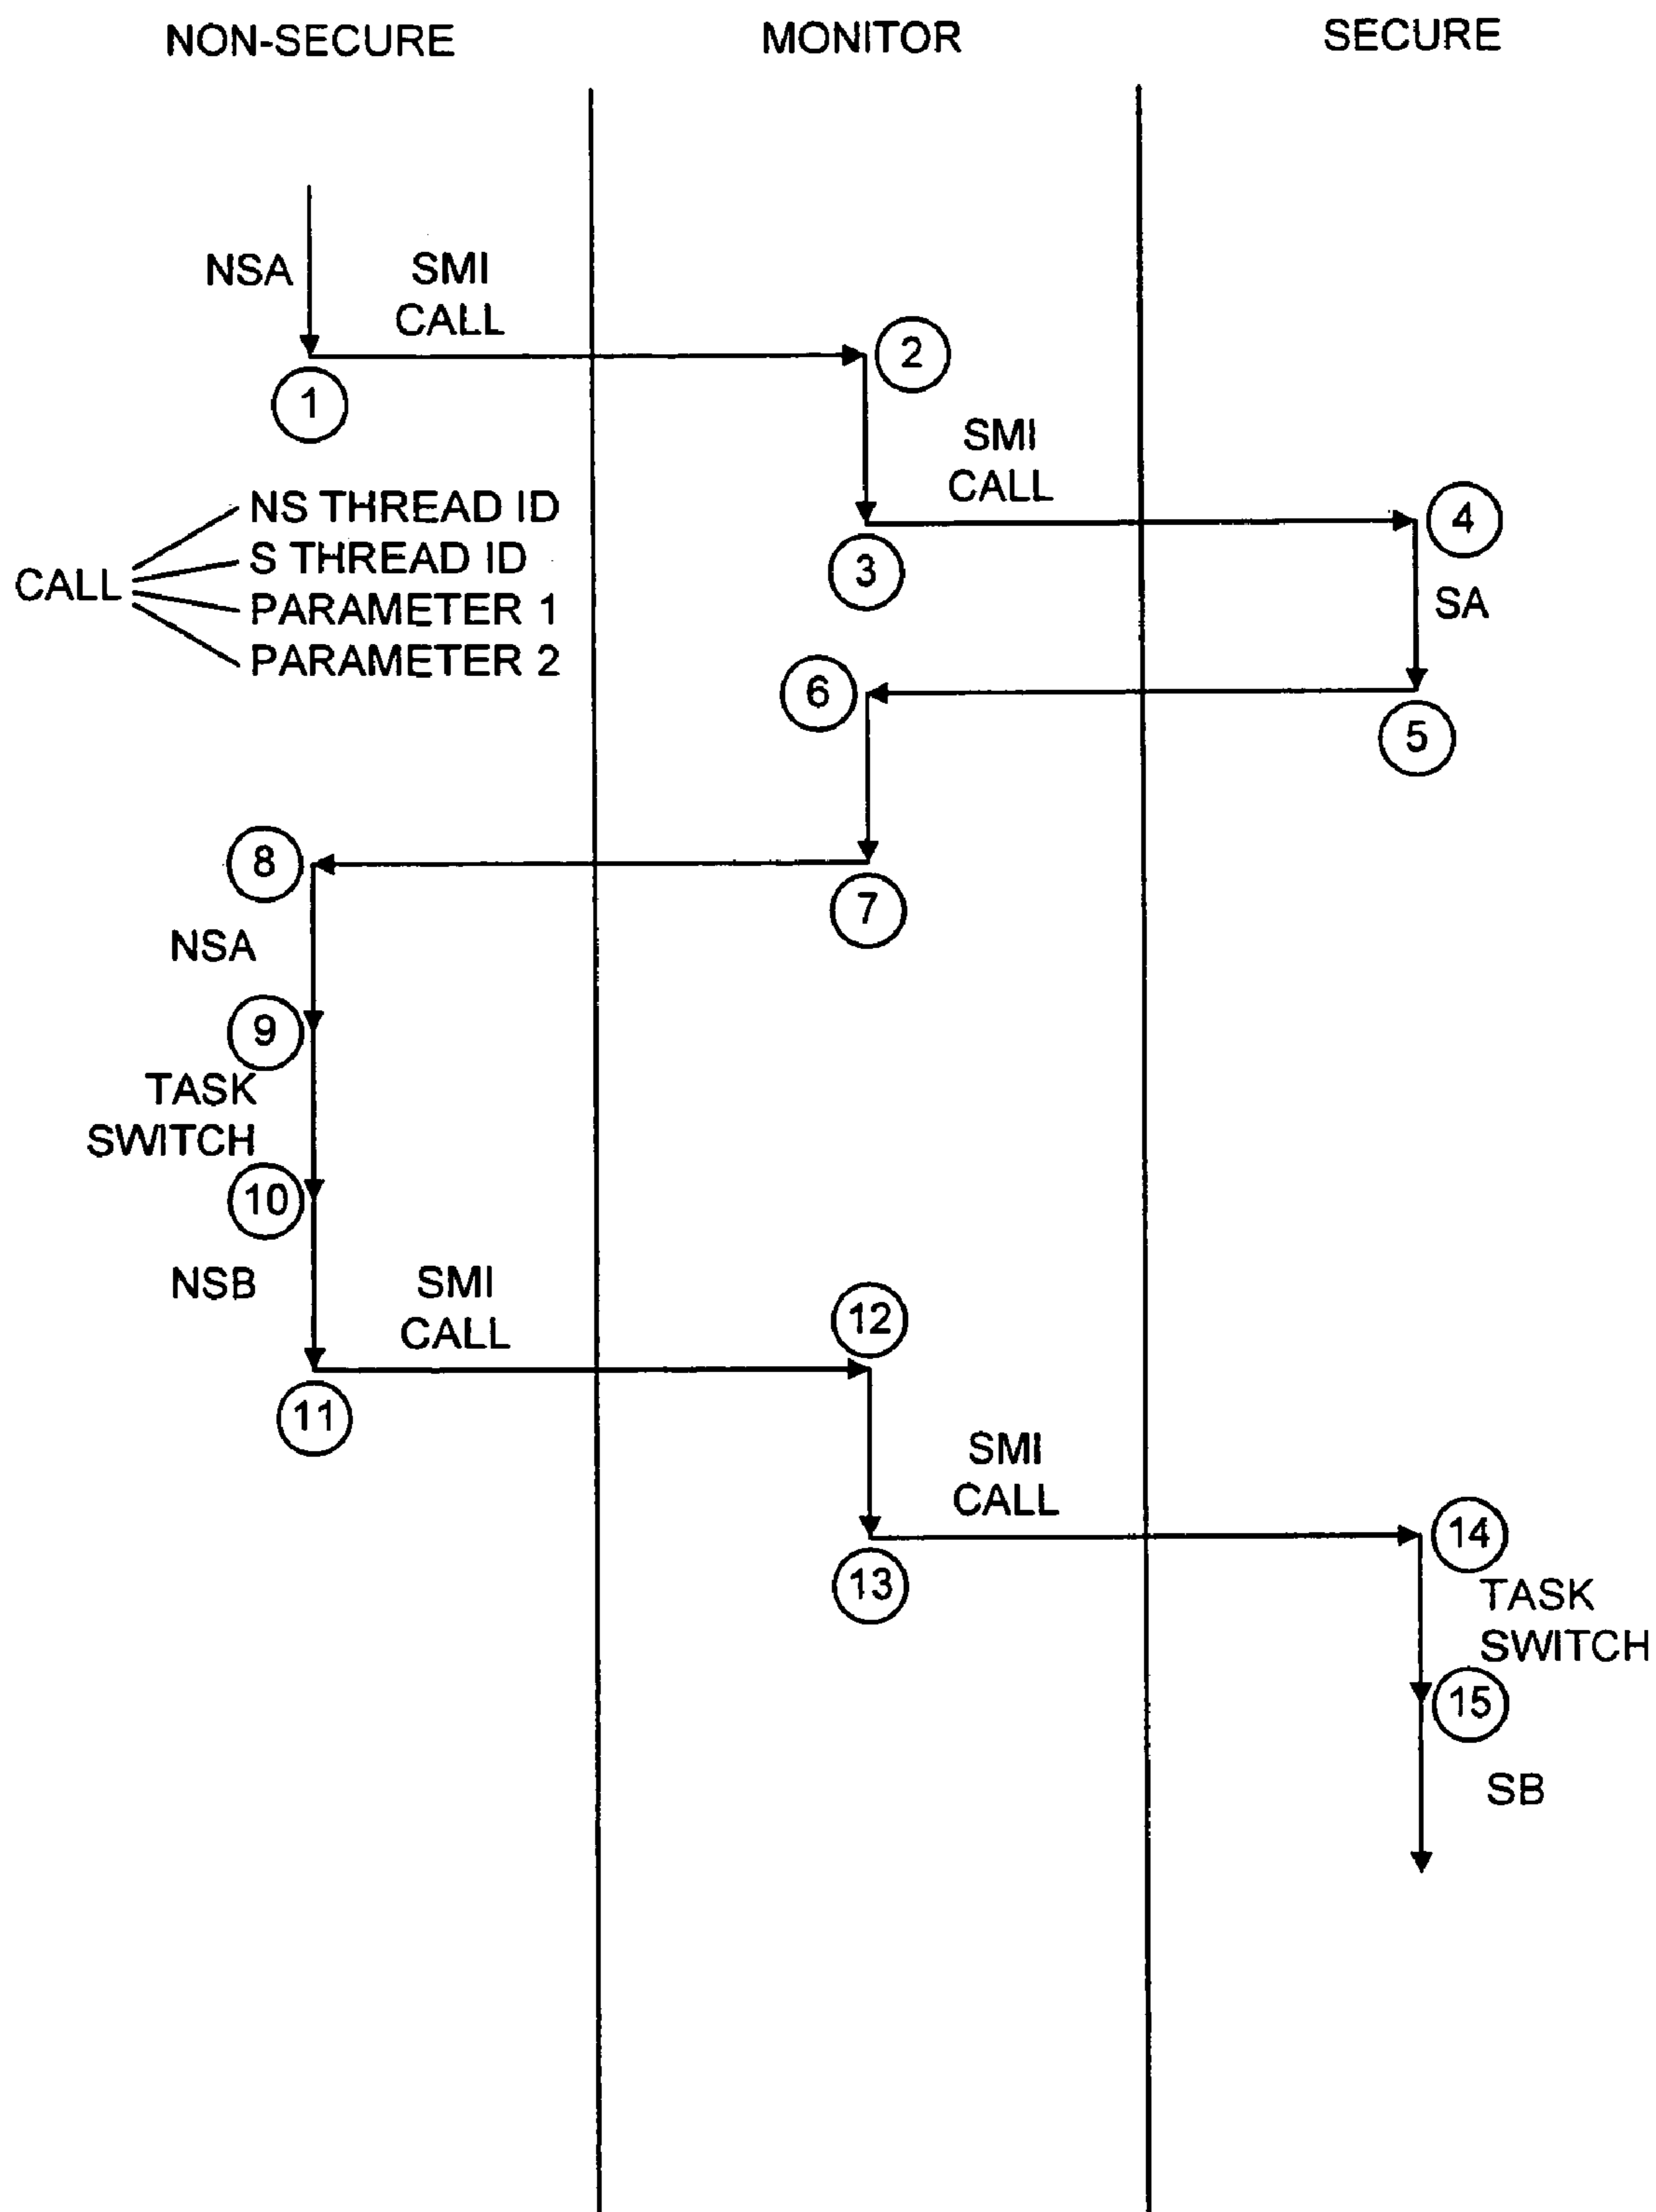 NON-SECURE
MONITOR
SECURE
NSA
SMI
CALL
2
1
SMI
CALL
4
3
NS THREAD ID
S THREAD ID
CALL
PARAMETER 1
PARAMETER 2
SA
6
5
8
7
NSA
9
TASK
SWITCH
10
NSB
SMI
CALL
12
11
SMI
CALL
14
13
TASK
SWITCH
15
SB